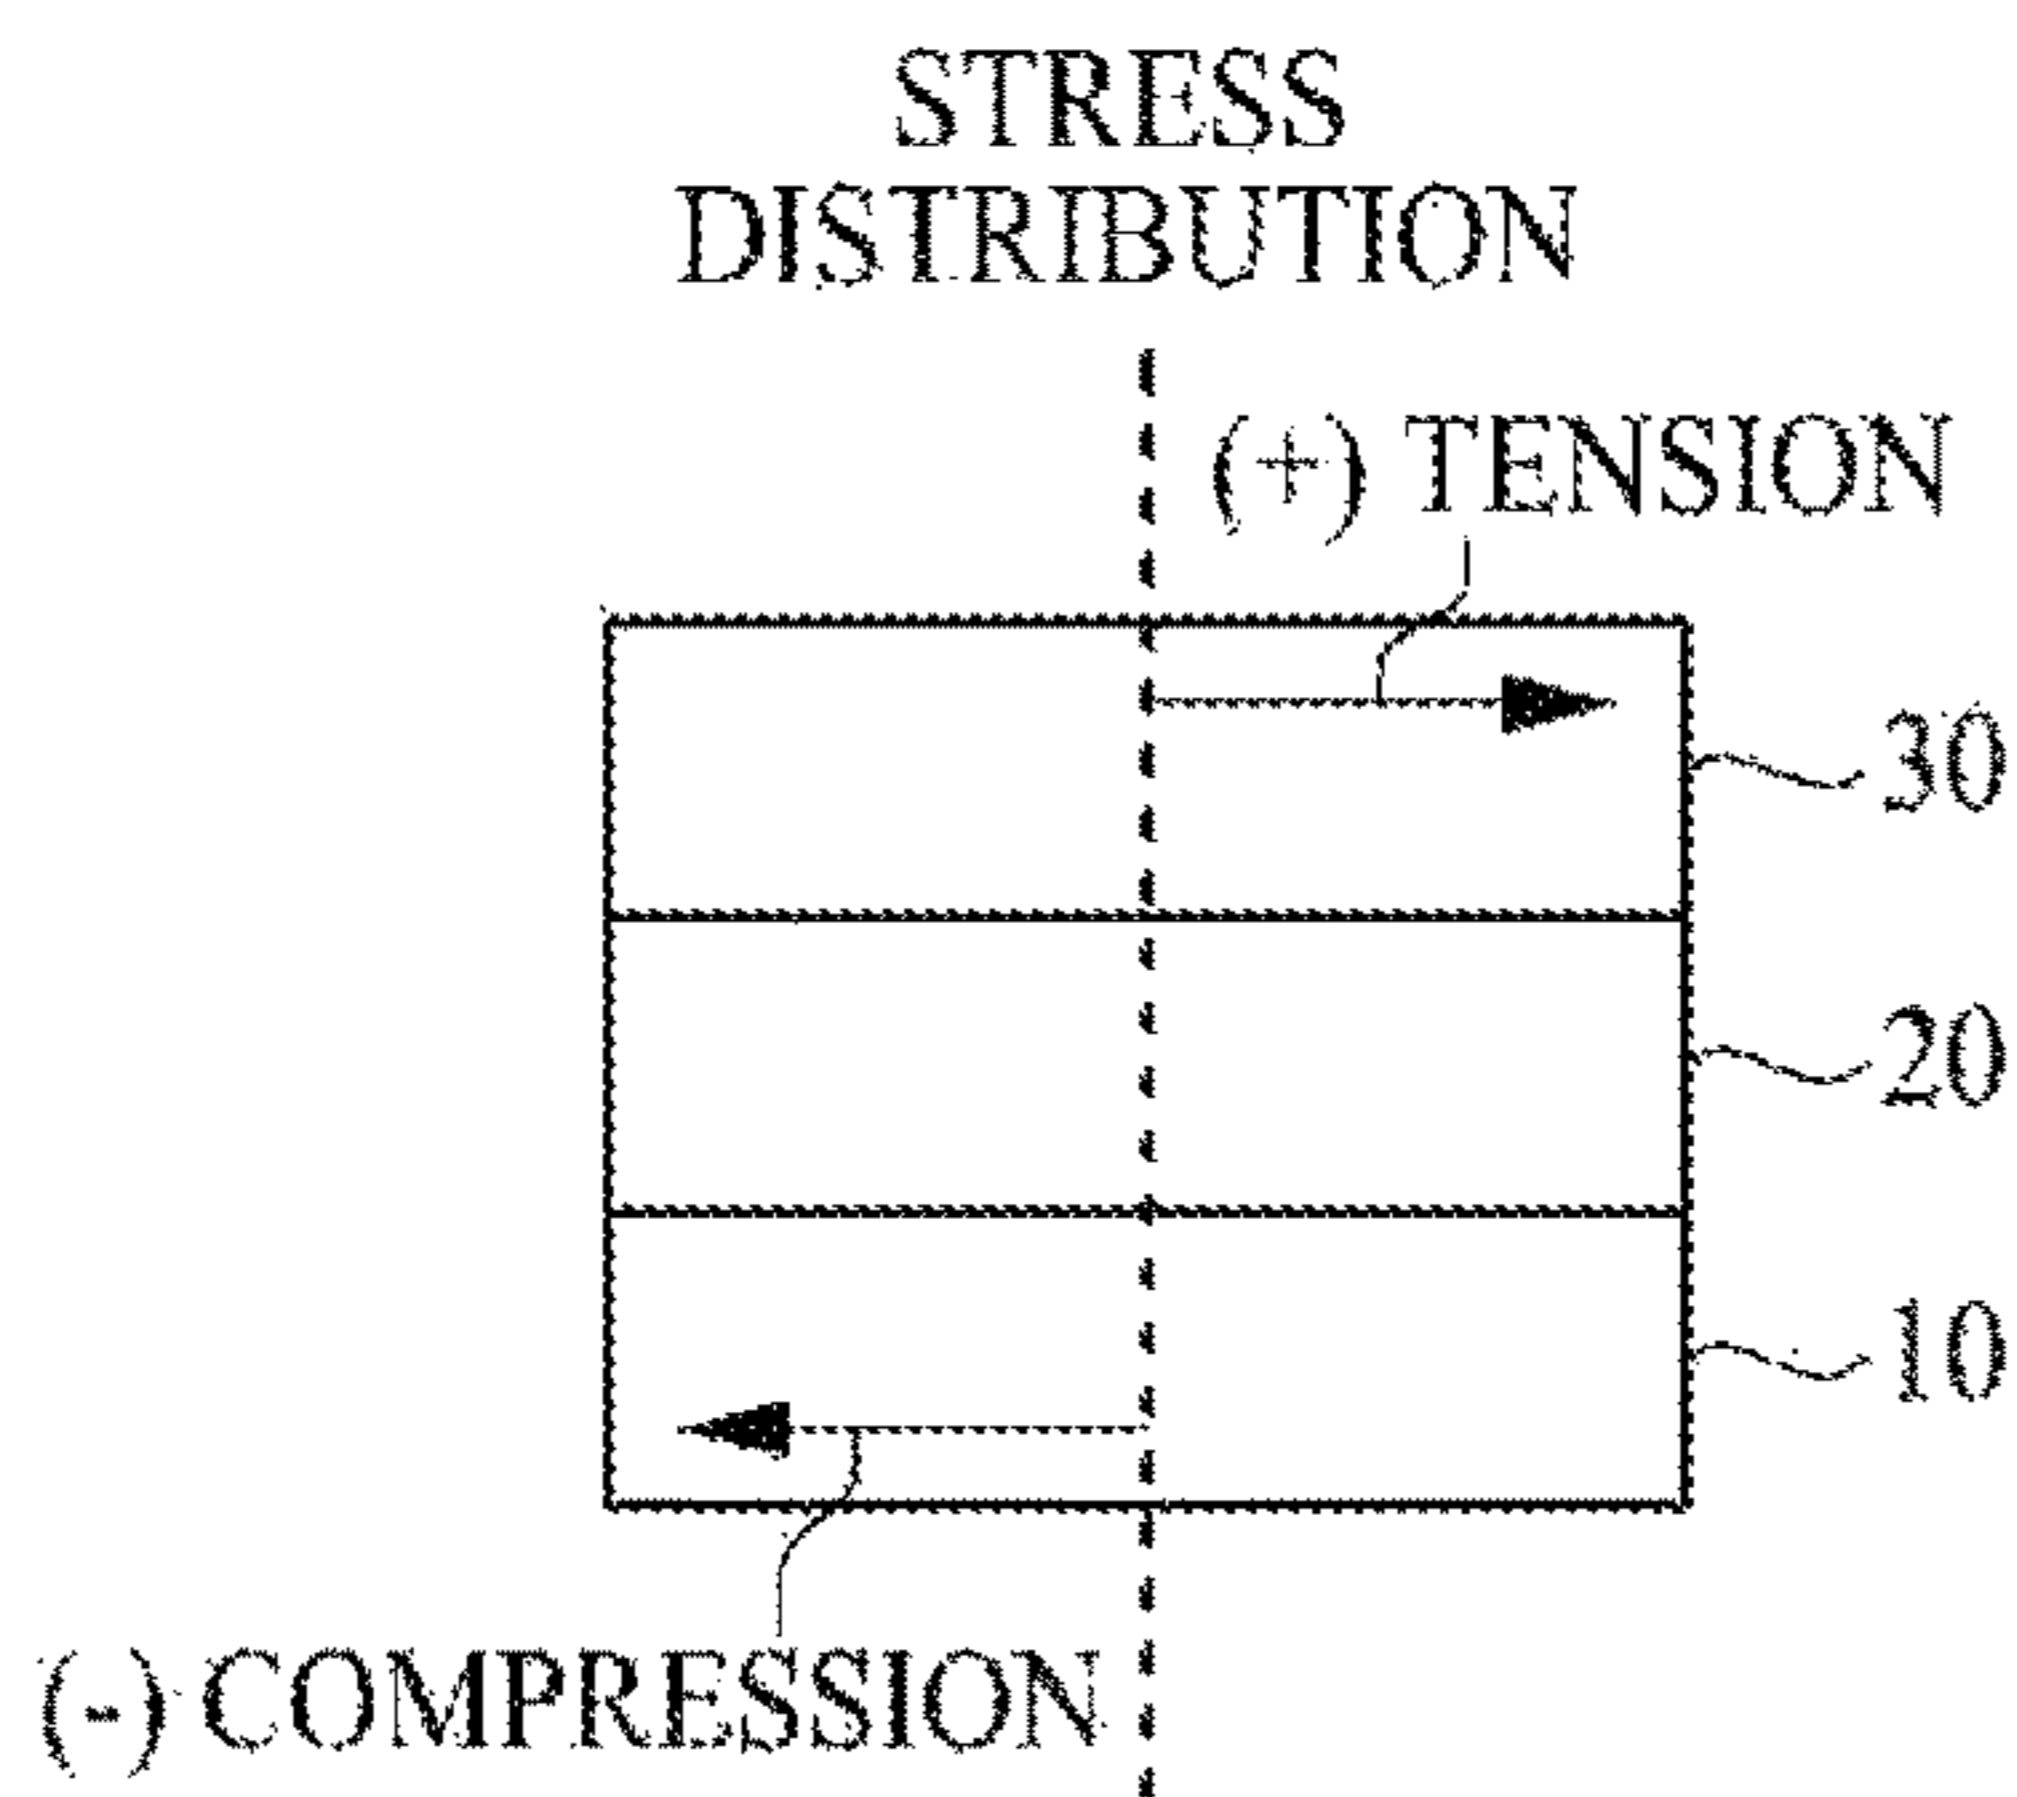 STRESS
DISTRIBUTION
(+) TENSION
30
20
10
(-) COMPRESSION